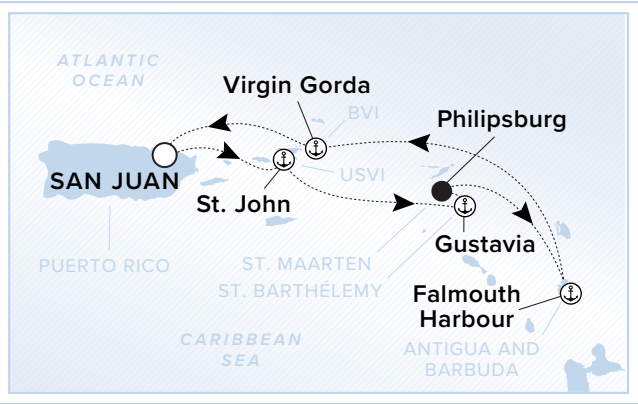 ATLANTIC
OCEAN
Virgin Gorda
BVI
Philipsburg
SAN JUAN
USVI
St. John
Gustavia
PUERTO RICO
ST. MAARTEN
ST. BARTHÉLEMY
Falmouth
Harbour
CARIBBEAN
SEA
ANTIGUA AND
BARBUDA